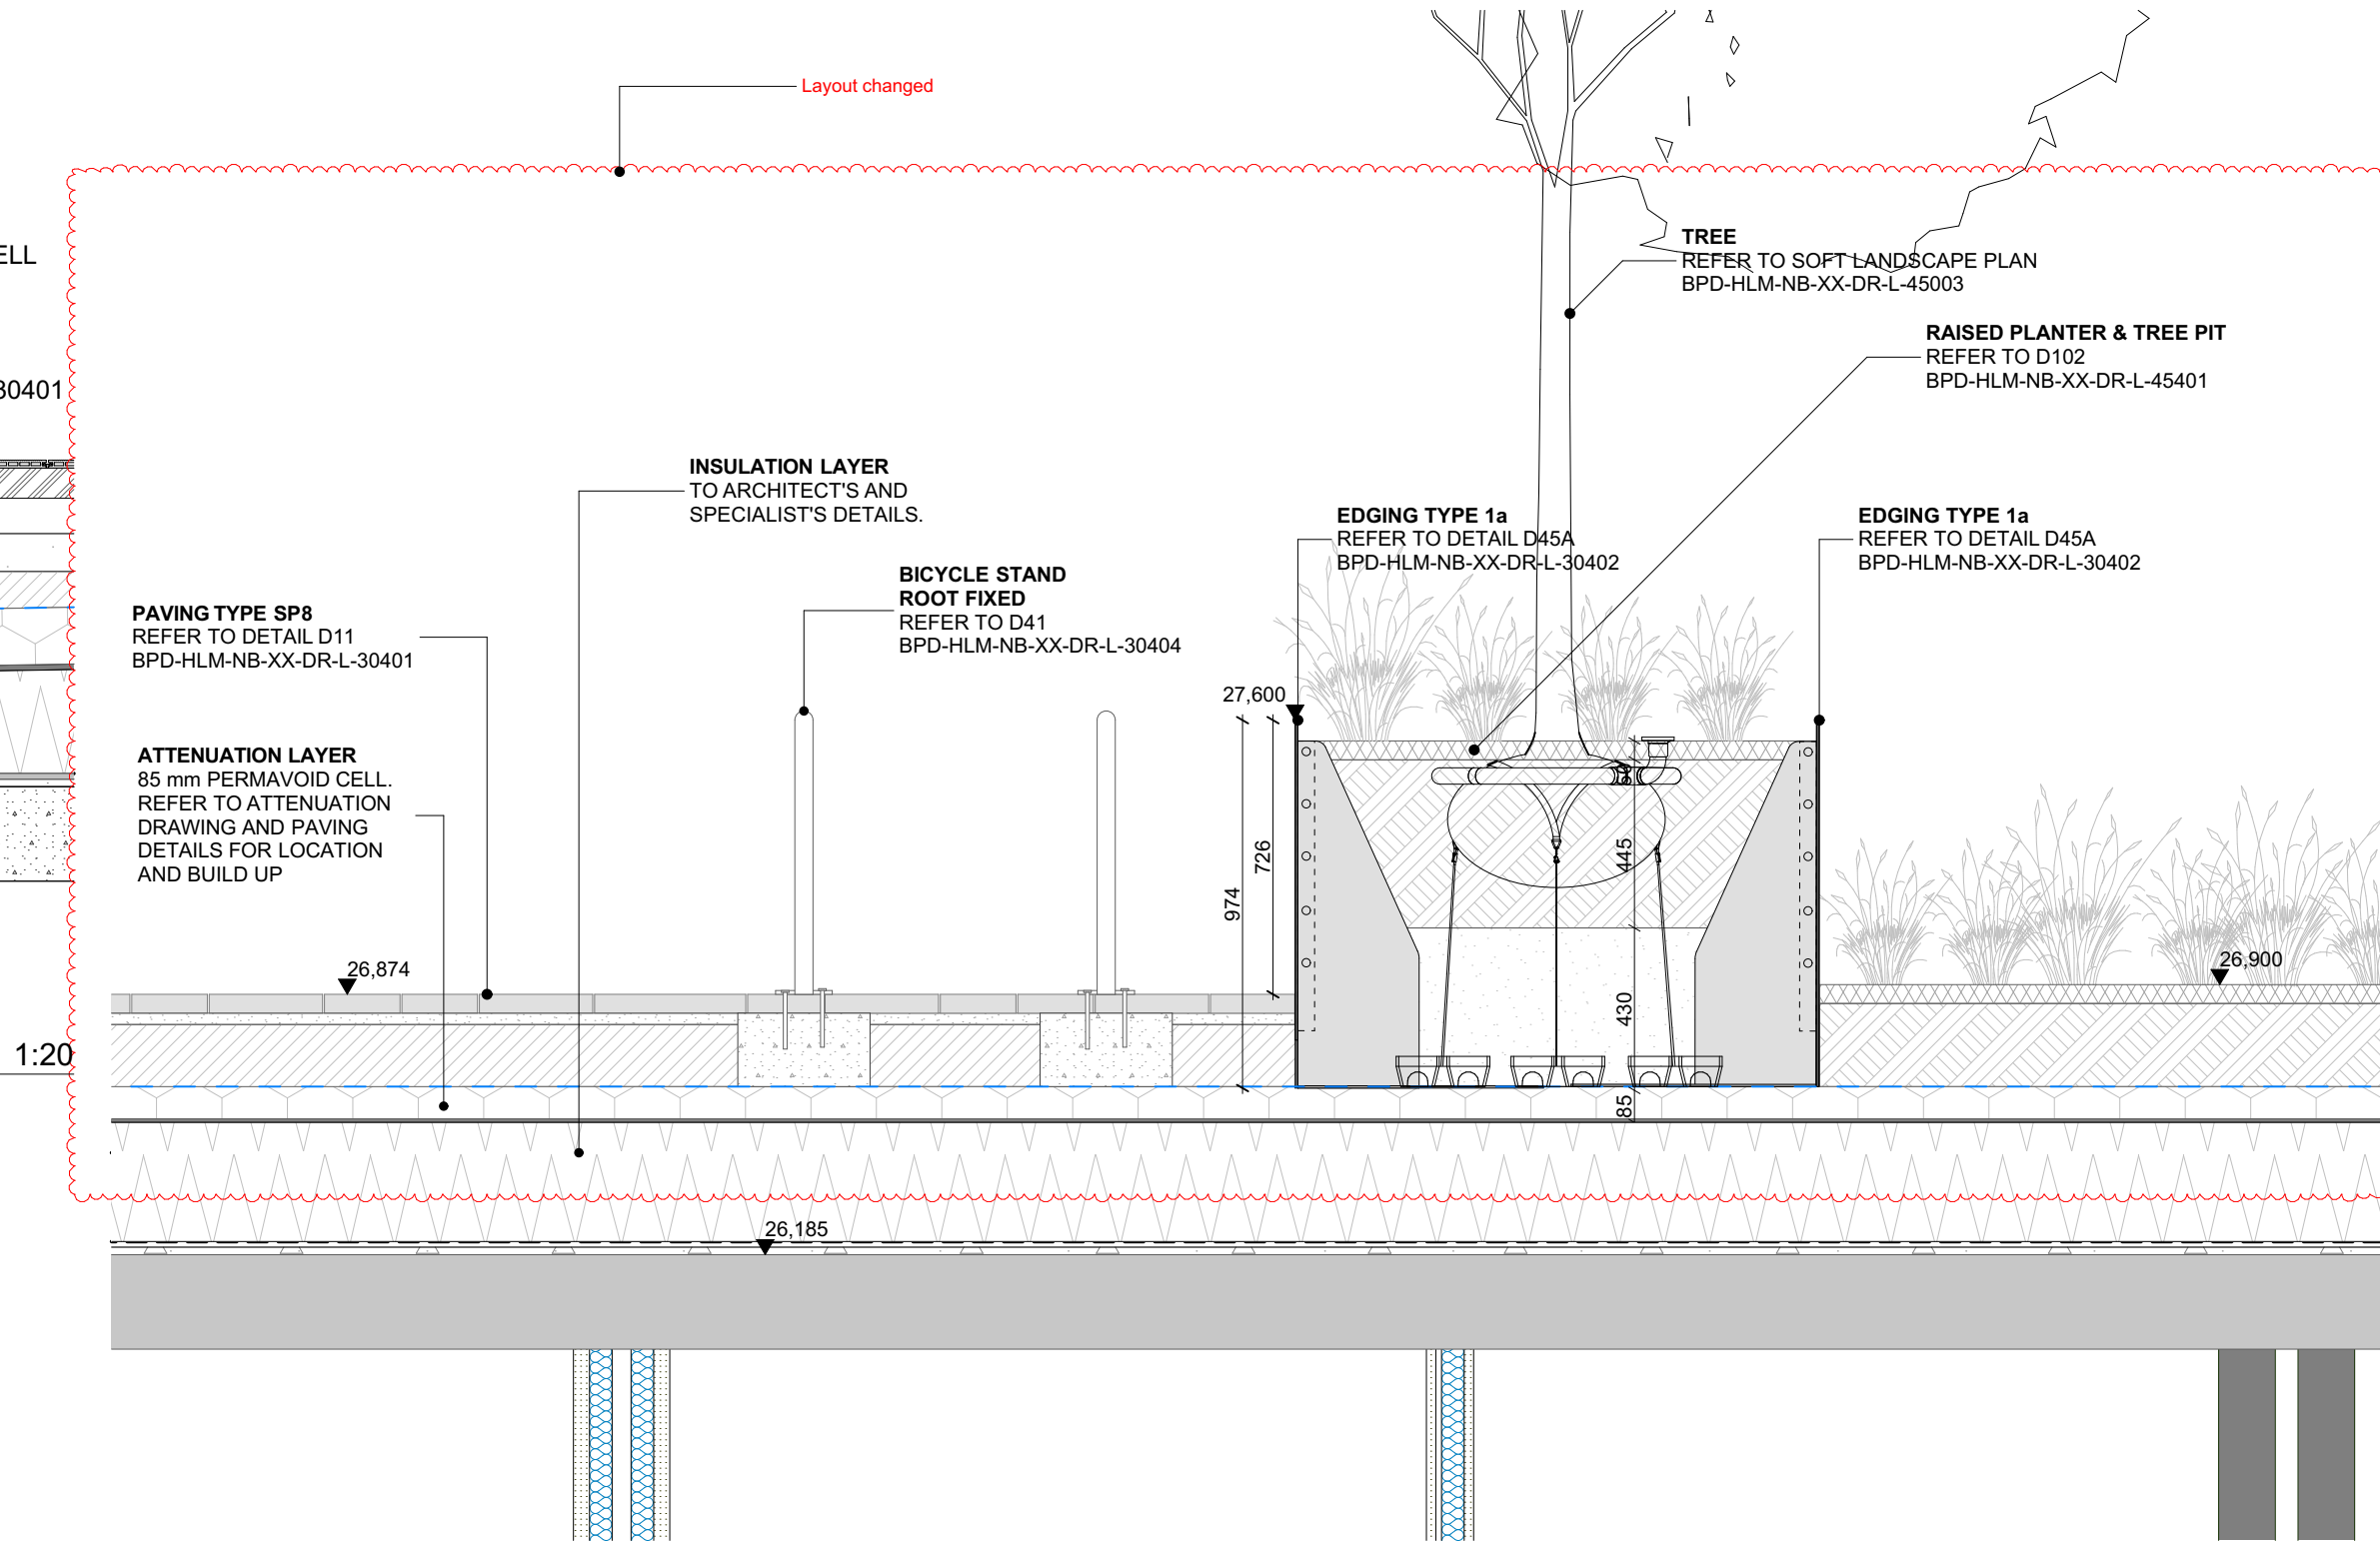 Layout changed
ELL
30401
1:20
TREE
REFER TO SOFT LANDSCAPE PLAN
BPD-HLM-NB-XX-DR-L-45003
RAISED PLANTER & TREE PIT
REFER TO D102
BPD-HLM-NB-XX-DR-L-45401
INSULATION LAYER
TO ARCHITECT'S AND
SPECIALIST'S DETAILS.
EDGING TYPE 1a
REFER TO DETAIL D45A
BPD-HLM-NB-XX-DR-L-30402
EDGING TYPE 1a
REFER TO DETAIL D45A
BPD-HLM-NB-XX-DR-L-30402
BICYCLE STAND
ROOT FIXED
REFER TO D41
BPD-HLM-NB-XX-DR-L-30404
PAVING TYPE SP8
REFER TO DETAIL D11
BPD-HLM-NB-XX-DR-L-30401
ATTENUATION LAYER
85 mm PERMAVOID CELL.
REFER TO ATTENUATION
DRAWING AND PAVING
DETAILS FOR LOCATION
AND BUILD UP
27,600
726
974
445
430
85
26,874
26,900
26,185